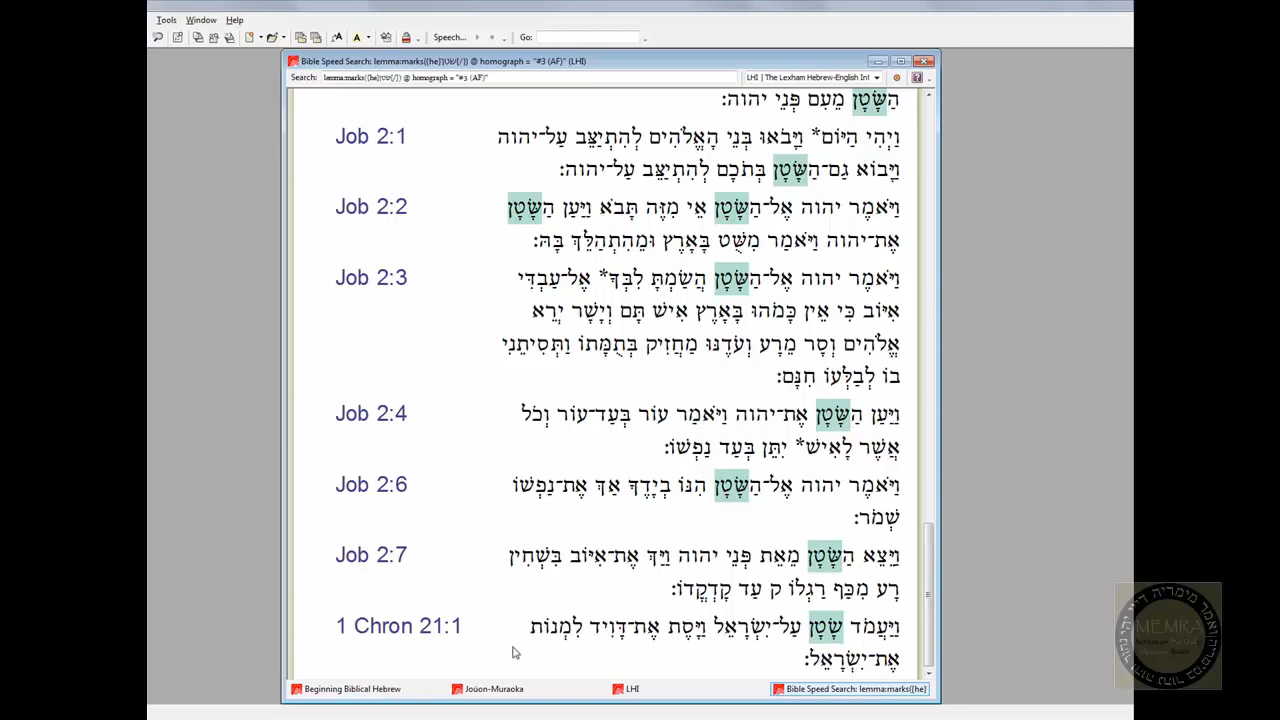 Tools Window Help
Speech... Go:
Bible Speed Search: lemma:marks({he}שָׂטָן{/}) @ homograph = "#3 (AF)" (LHI)
Search: lemma:marks({he}שָׂטָן{/}) @ homograph = "#3 (AF)" LHI | The Lexham Hebrew-English Int
הַשָּׂטָן מֵעִם פְּנֵי יהוה׃
Job 2:1 וַיְהִי הַיּוֹם* וַיָּבֹאוּ בְּנֵי הָאֱלֹהִים לְהִתְיַצֵּב עַל־יהוה
וַיָּבוֹא גַם־הַשָּׂטָן בְּתֹכָם לְהִתְיַצֵּב עַל־יהוה׃
Job 2:2 וַיֹּאמֶר יהוה אֶל־הַשָּׂטָן אֵי מִזֶּה תָּבֹא וַיַּעַן הַשָּׂטָן
אֶת־יהוה וַיֹּאמַר מִשֻּׁט בָּאָרֶץ וּמֵהִתְהַלֵּךְ בָּהּ׃
Job 2:3 וַיֹּאמֶר יהוה אֶל־הַשָּׂטָן הֲשַׂמְתָּ לִבְּךָ* אֶל־עַבְדִּי
אִיּוֹב כִּי אֵין כָּמֹהוּ בָּאָרֶץ אִישׁ תָּם וְיָשָׁר יְרֵא
אֱלֹהִים וְסָר מֵרָע וְעֹדֶנּוּ מַחֲזִיק בְּתֻמָּתוֹ וַתְּסִיתֵנִי
בוֹ לְבַלְּעוֹ חִנָּם׃
Job 2:4 וַיַּעַן הַשָּׂטָן אֶת־יהוה וַיֹּאמַר עוֹר בְּעַד־עוֹר וְכֹל
אֲשֶׁר לָאִישׁ* יִתֵּן בְּעַד נַפְשׁוֹ׃
Job 2:6 וַיֹּאמֶר יהוה אֶל־הַשָּׂטָן הִנּוֹ בְיָדֶךָ אַךְ אֶת־נַפְשׁוֹ
שְׁמֹר׃
Job 2:7 וַיֵּצֵא הַשָּׂטָן מֵאֵת פְּנֵי יהוה וַיַּךְ אֶת־אִיּוֹב בִּשְׁחִין
רָע מִכַּף רַגְלוֹ ק עַד קָדְקֳדוֹ׃
1 Chron 21:1 וַיַּעֲמֹד שָׂטָן עַל־יִשְׂרָאֵל וַיָּסֶת אֶת־דָּוִיד לִמְנוֹת
אֶת־יִשְׂרָאֵל׃
Beginning Biblical Hebrew Joüon-Muraoka LHI Bible Speed Search: lemma:marks({he}
MEMRA